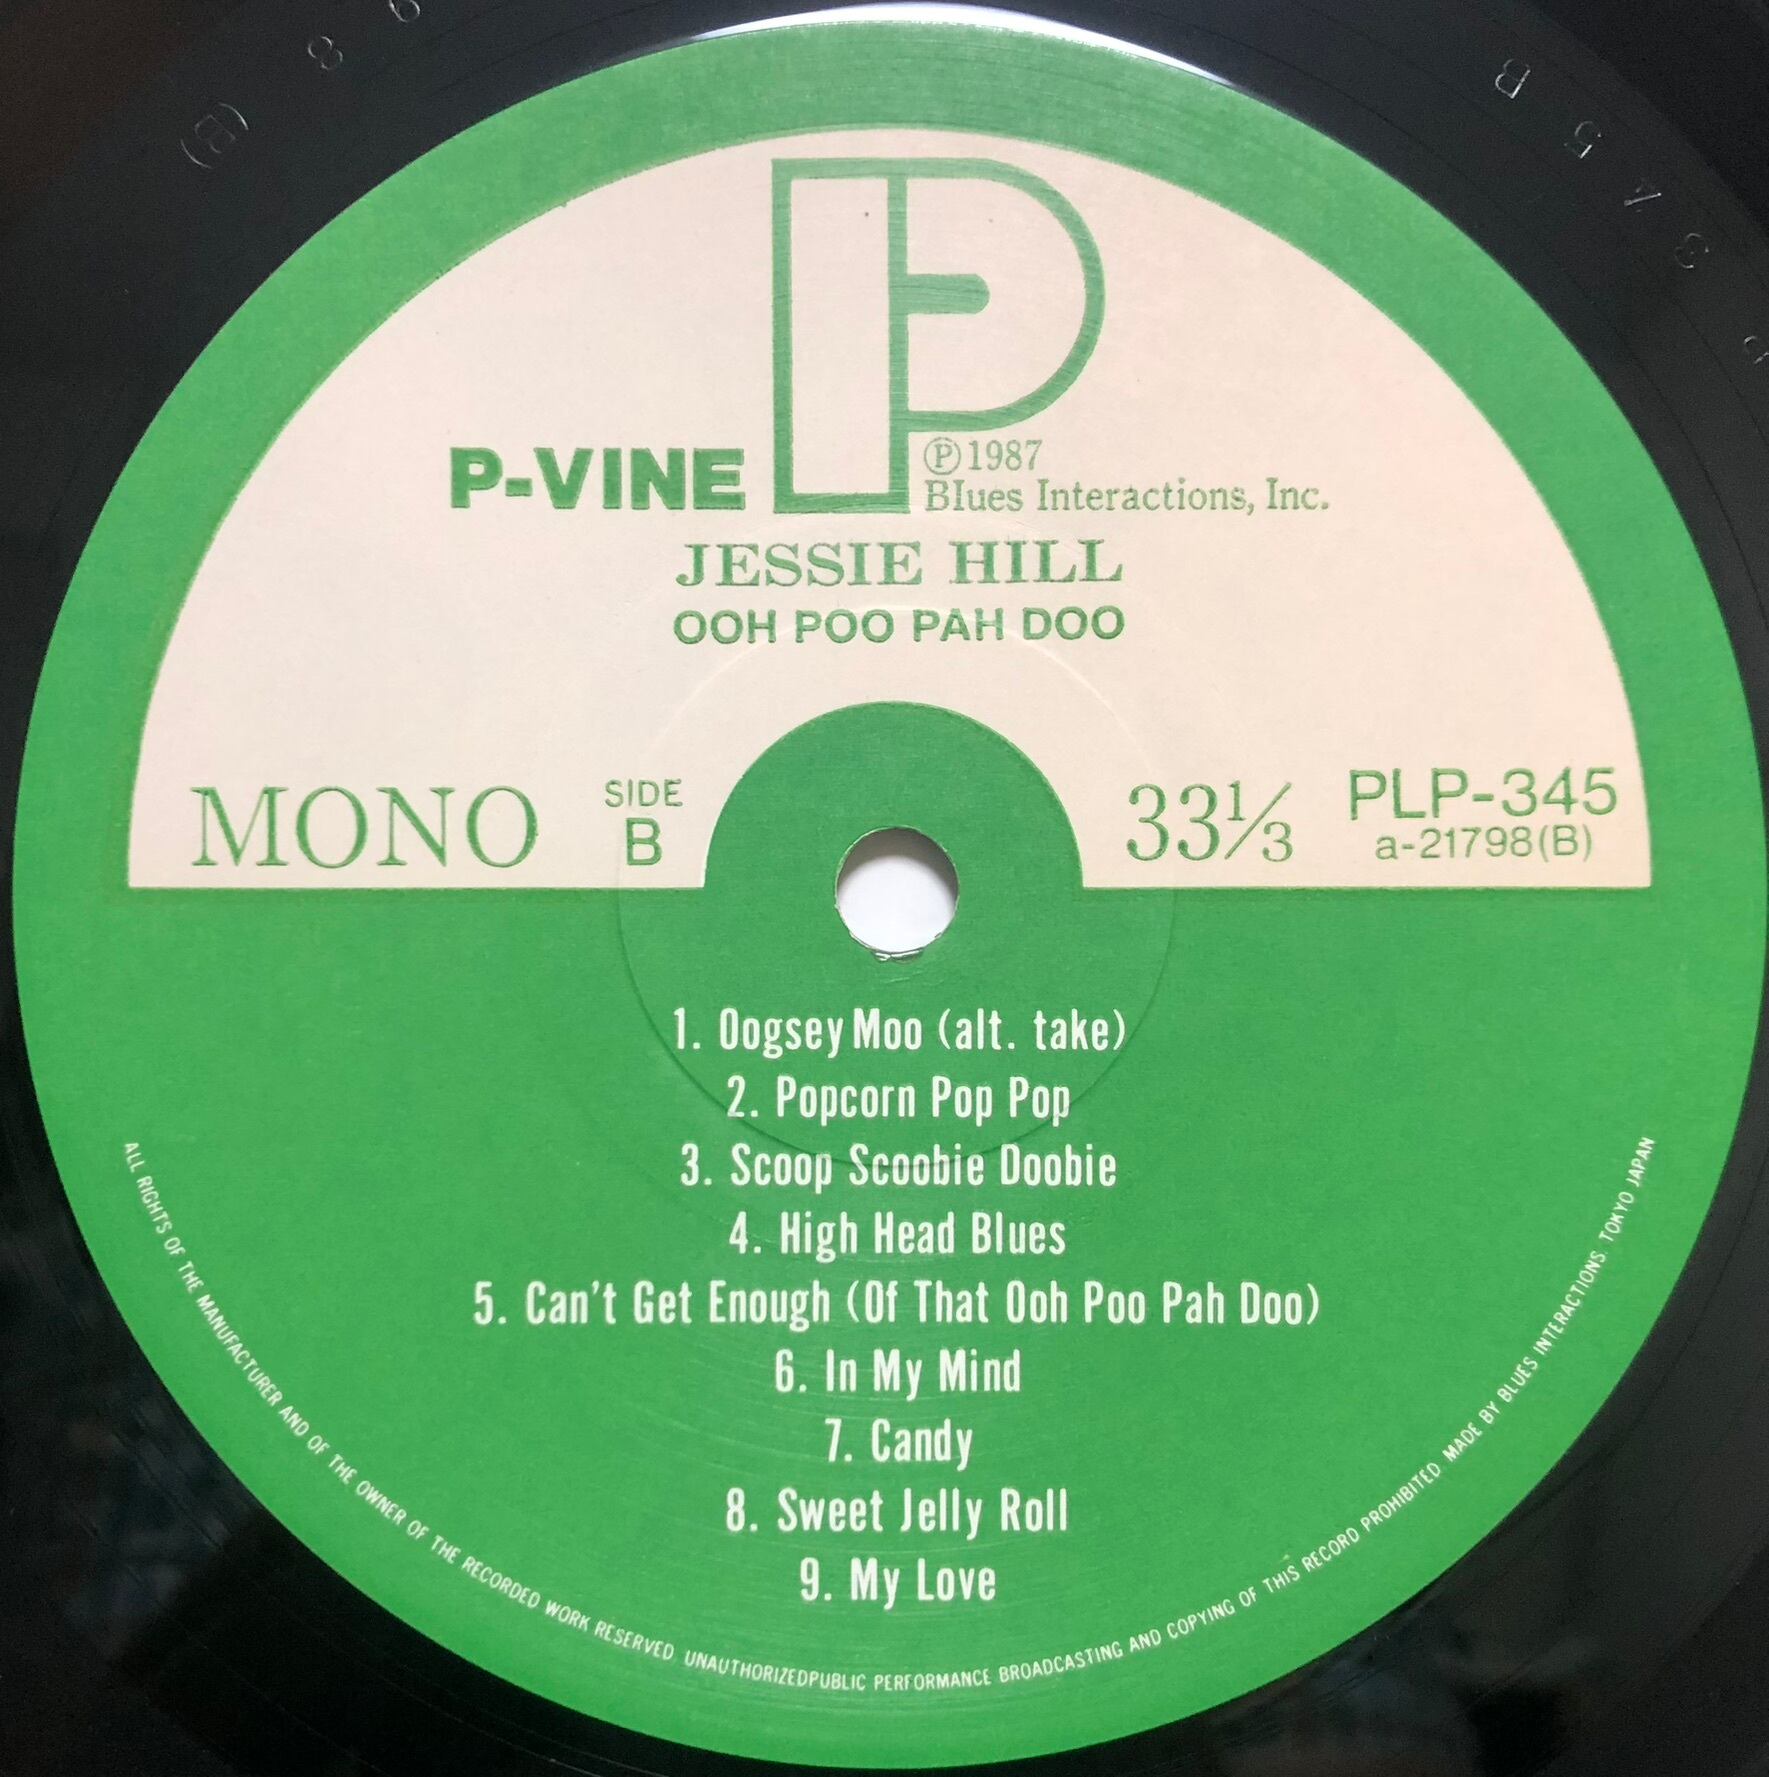 P-VINE
Ⓟ1987
Blues Interactions, Inc.
JESSIE HILL
OOH POO PAH DOO
MONO
SIDE
B
33⅓
PLP-345
a-21798(B)
1. Oogsey Moo (alt. take)
2. Popcorn Pop Pop
3. Scoop Scoobie Doobie
4. High Head Blues
5. Can't Get Enough (Of That Ooh Poo Pah Doo)
6. In My Mind
7. Candy
8. Sweet Jelly Roll
9. My Love
ALL RIGHTS OF THE MANUFACTURER AND OF THE OWNER OF THE RECORDED WORK RESERVED. UNAUTHORIZEDPUBLIC PERFORMANCE BROADCASTING AND COPYING OF THIS RECORD PROHIBITED. MADE BY BLUES INTERACTIONS. TOKYO JAPAN